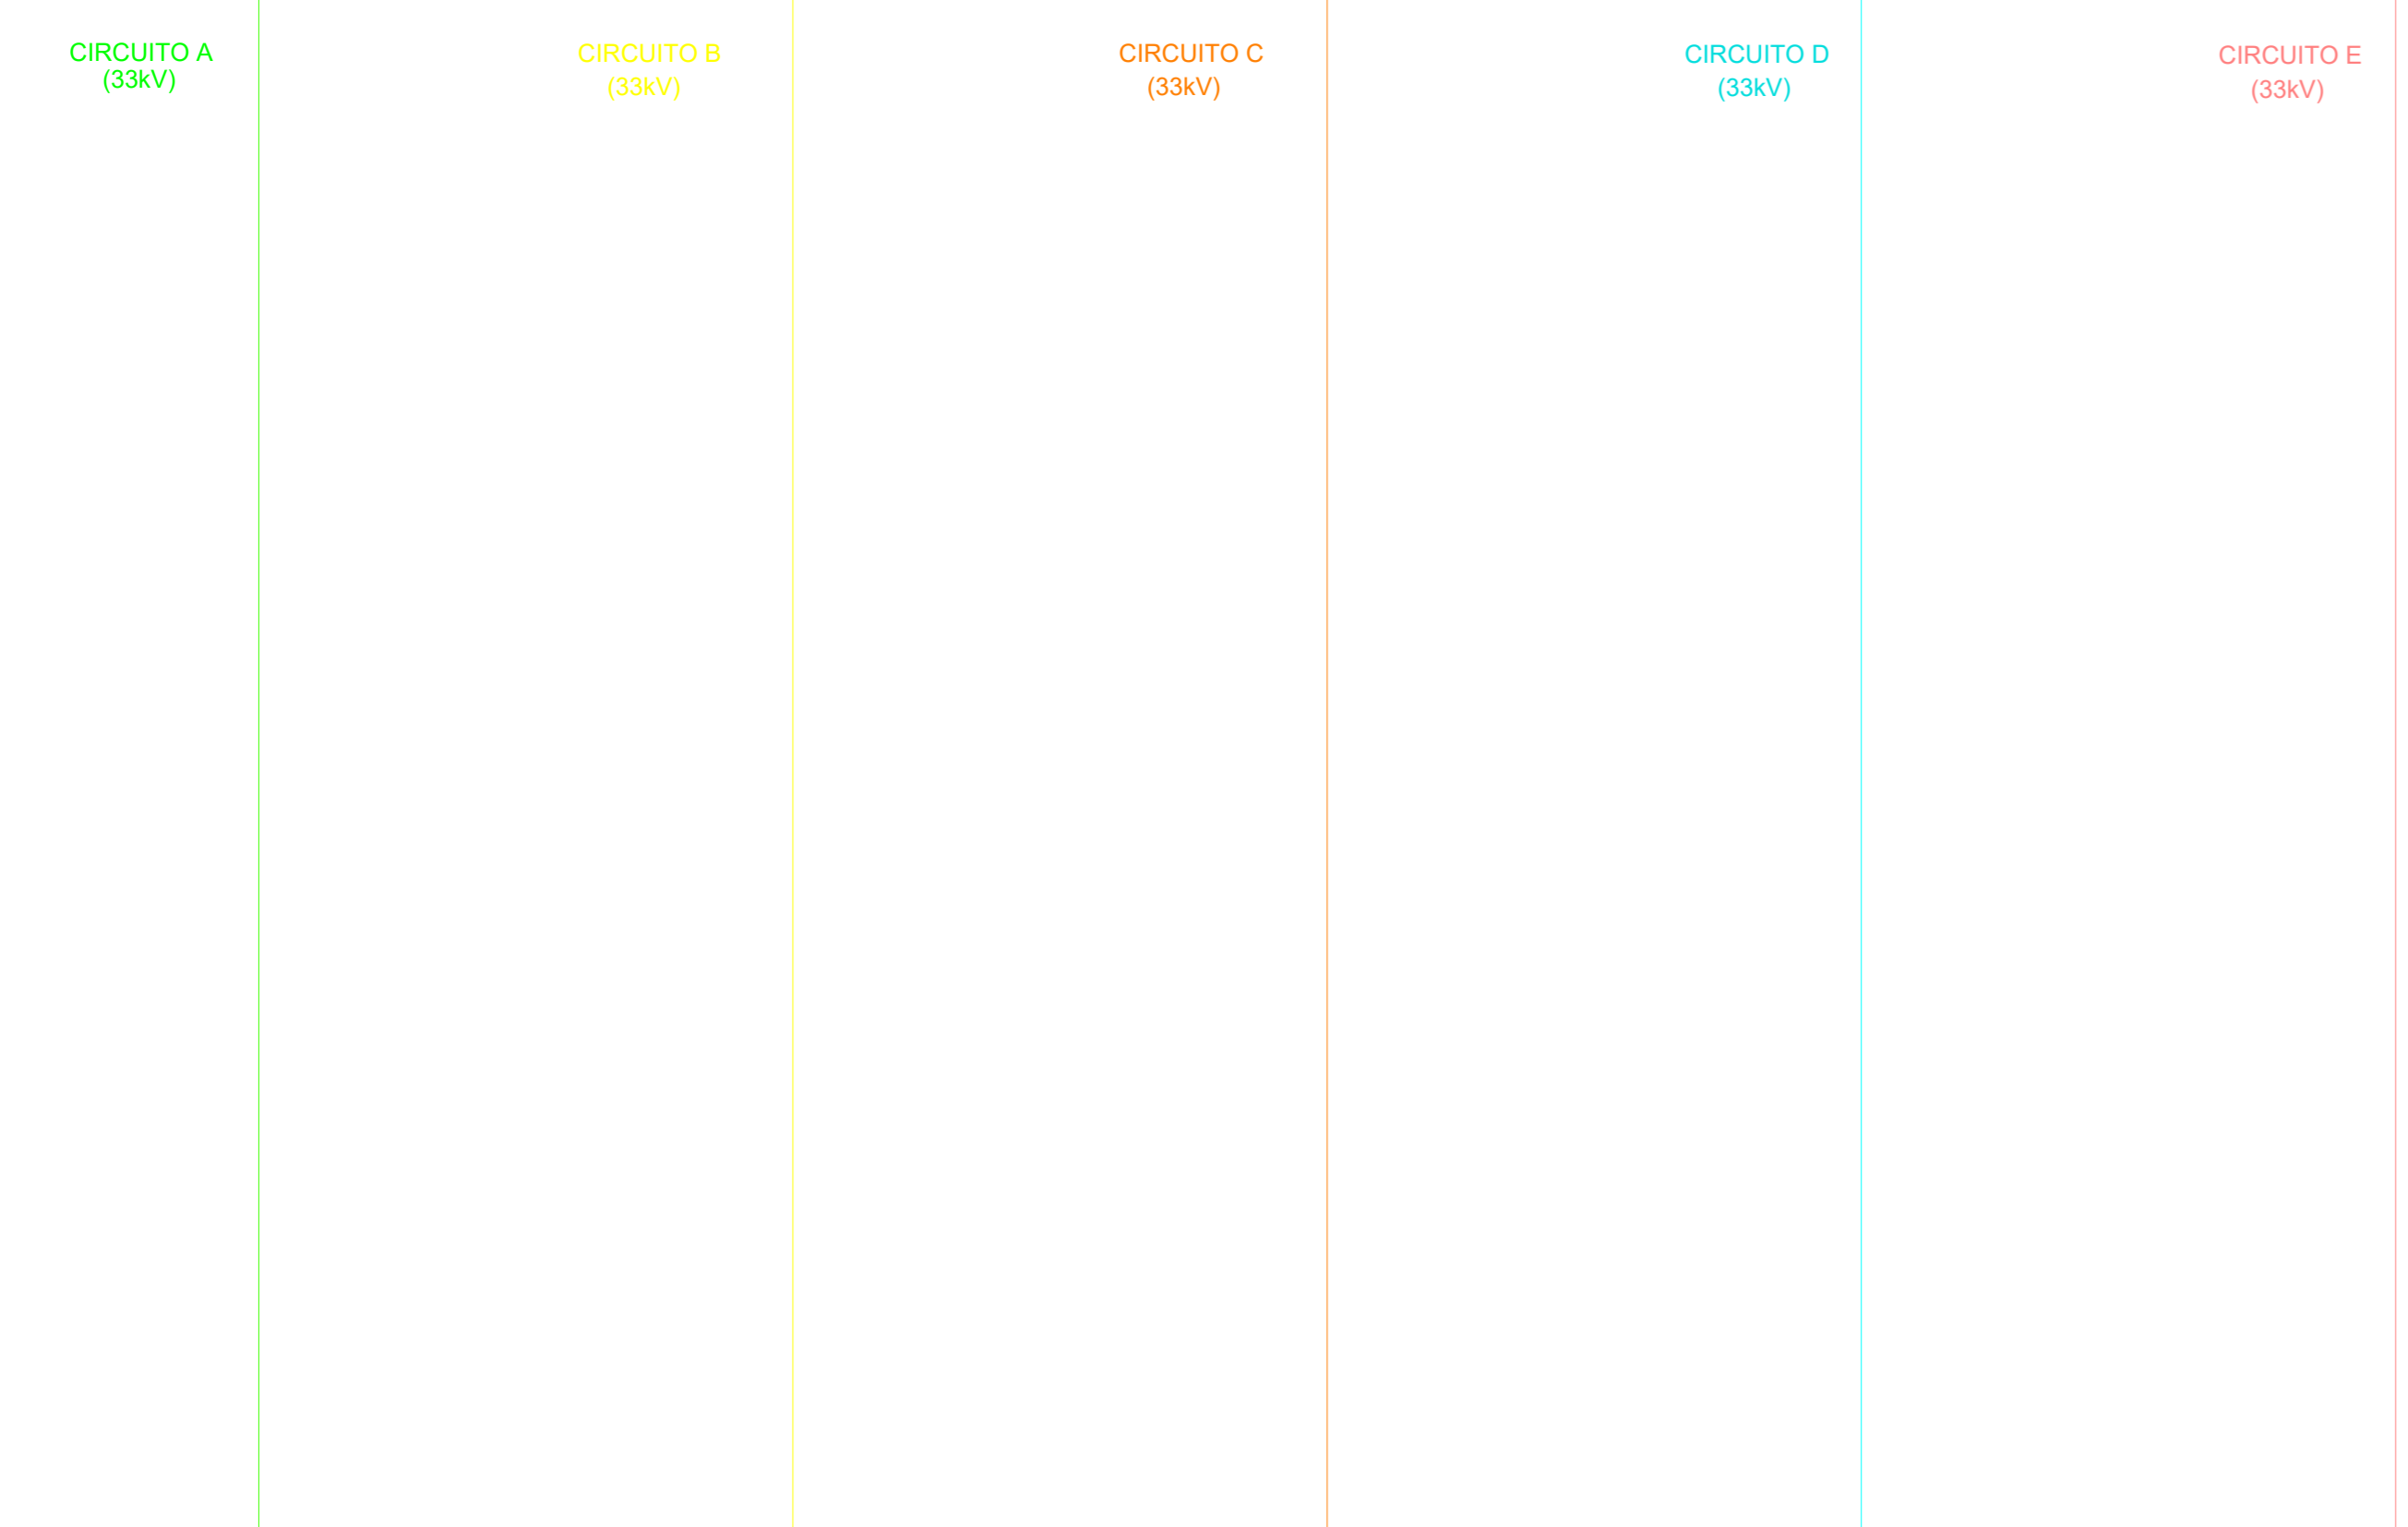 CIRCUITO A
(33kV)
CIRCUITO B
(33kV)
CIRCUITO C
(33kV)
CIRCUITO D
(33kV)
CIRCUITO E
(33kV)